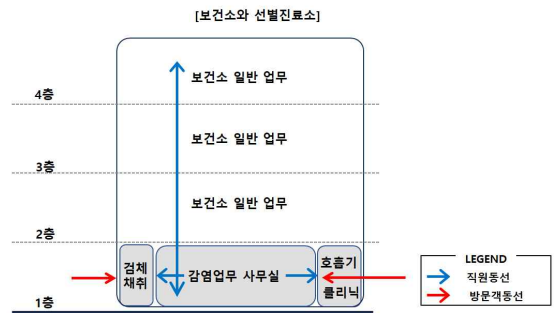 [보건소와 선별진료소]
보건소 일반 업무
4층
보건소 일반 업무
3층
보건소 일반 업무
2층
검체
채취
감염업무 사무실
호흡기
클리닉
1층
LEGEND
직원동선
방문객동선